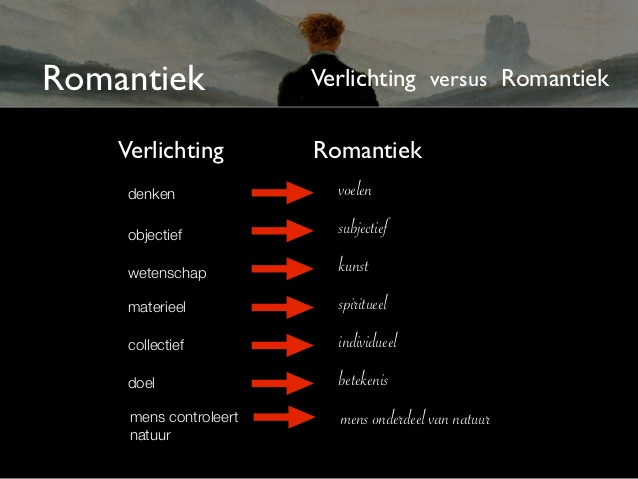 Romantiek
Verlichting versus Romantiek
Verlichting
Romantiek
denken
voelen
objectief
subjectief
wetenschap
kunst
materieel
spiritueel
collectief
individueel
doel
betekenis
mens controleert
natuur
mens onderdeel van natuur